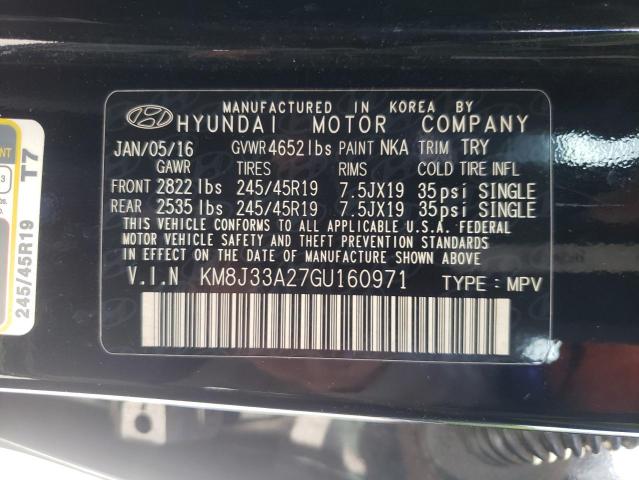 MANUFACTURED IN KOREA BY
HYUNDAI MOTOR COMPANY
JAN/05/16 GVWR 4652lbs PAINT NKA TRIM TRY
GAWR TIRES RIMS COLD TIRE INFL
FRONT 2822 lbs 245/45R19 7.5JX19 35psi SINGLE
REAR 2535 lbs 245/45R19 7.5JX19 35psi SINGLE
THIS VEHICLE CONFORMS TO ALL APPLICABLE U.S.A. FEDERAL
MOTOR VEHICLE SAFETY AND THEFT PREVENTION STANDARDS
IN EFFECT ON THE DATE OF MANUFACTURE SHOWN ABOVE.
V.I.N KM8J33A27GU160971 TYPE : MPV
T7
245/45R19
3